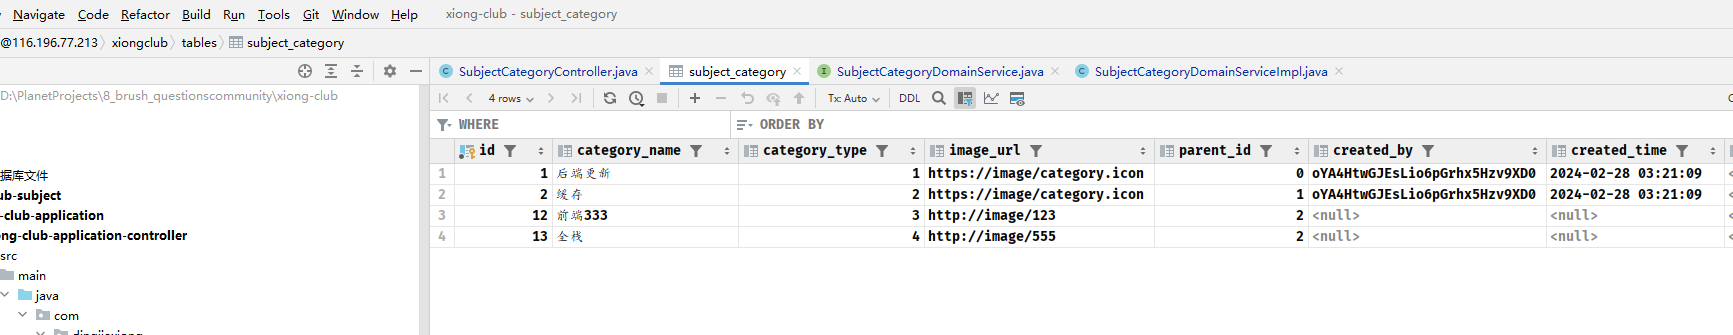 Navigate Code Refactor Build Run Tools Git Window Help xiong-club - subject_category
@116.196.77.213 xiongclub tables subject_category
SubjectCategoryController.java subject_category SubjectCategoryDomainService.java SubjectCategoryDomainServiceImpl.java
D:\PlanetProjects\8_brush_questionscommunity\xiong-club
4 rows Tx: Auto DDL
WHERE ORDER BY
id category_name category_type image_url parent_id created_by created_time
1 1 后端更新 1 https://image/category.icon 0 oYA4HtwGJEsLio6pGrhx5Hzv9XD0 2024-02-28 03:21:09
2 2 缓存 2 https://image/category.icon 1 oYA4HtwGJEsLio6pGrhx5Hzv9XD0 2024-02-28 03:21:09
3 12 前端333 3 http://image/123 2 <null> <null>
4 13 全栈 4 http://image/555 2 <null> <null>
据库文件
ub-subject
-club-application
ong-club-application-controller
src
main
java
com